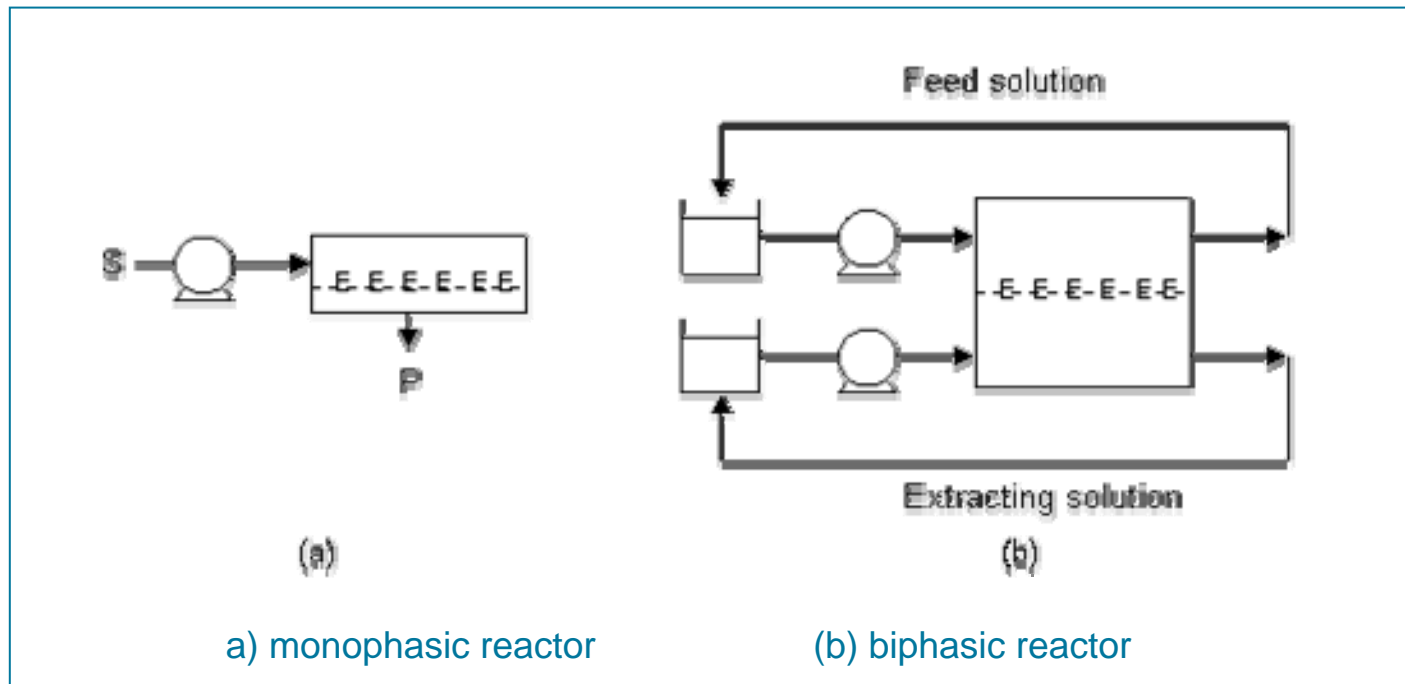 Feed solution
S
E E E E E E
- E - E - E - E - E - E -
P
Extracting solution
(a) (b)
a) monophasic reactor (b) biphasic reactor